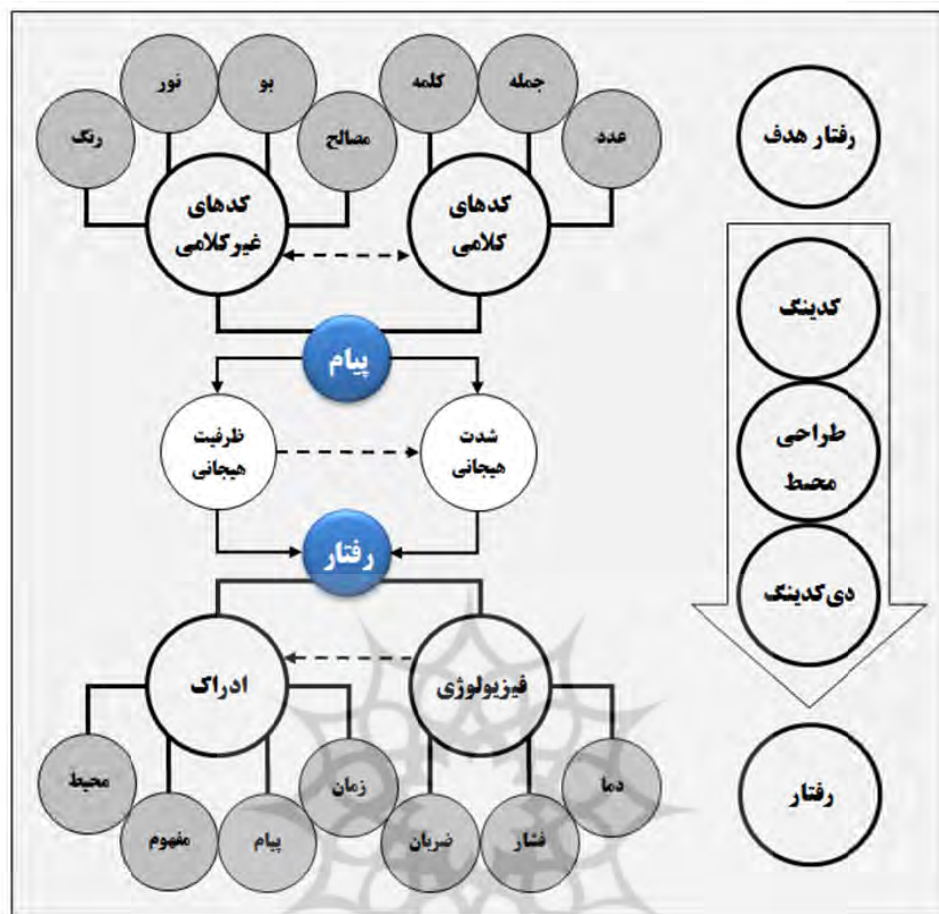 جمله
کلمه
بو
نور
عدد
مصالح
رنگ
رفتار هدف
کدهای
کلامی
کدهای
غیرکلامی
کدینگ
پیام
طراحی
محیط
شدت
هیجانی
ظرفیت
هیجانی
رفتار
دی‌کدینگ
فیزیولوژی
ادراک
دما
زمان
محیط
فشار
ضربان
پیام
مفهوم
رفتار